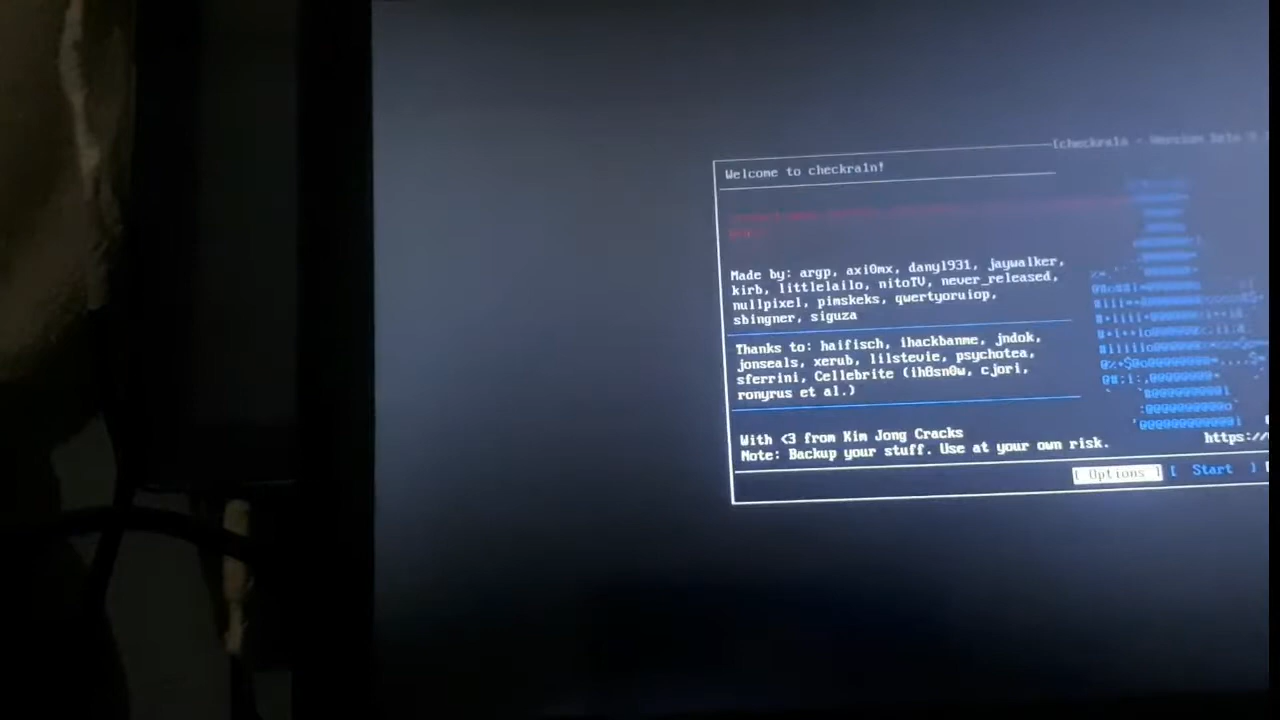 Welcome to checkra1n!
Made by: argp, axi0mx, danyl931, jaywalker,
kirb, littlelailo, nitoTV, never_released,
nullpixel, pimskeks, qwertyoruiop,
sbingner, siguza
Thanks to: haifisch, ihackbanme, jndok,
jonseals, xerub, lilstevie, psychotea,
sferrini, Cellebrite (ih8sn0w, cjori,
ronyrus et al.)
With <3 from Kim Jong Cracks
Note: Backup your stuff. Use at your own risk.
https:/
[ Options ] [ Start ]